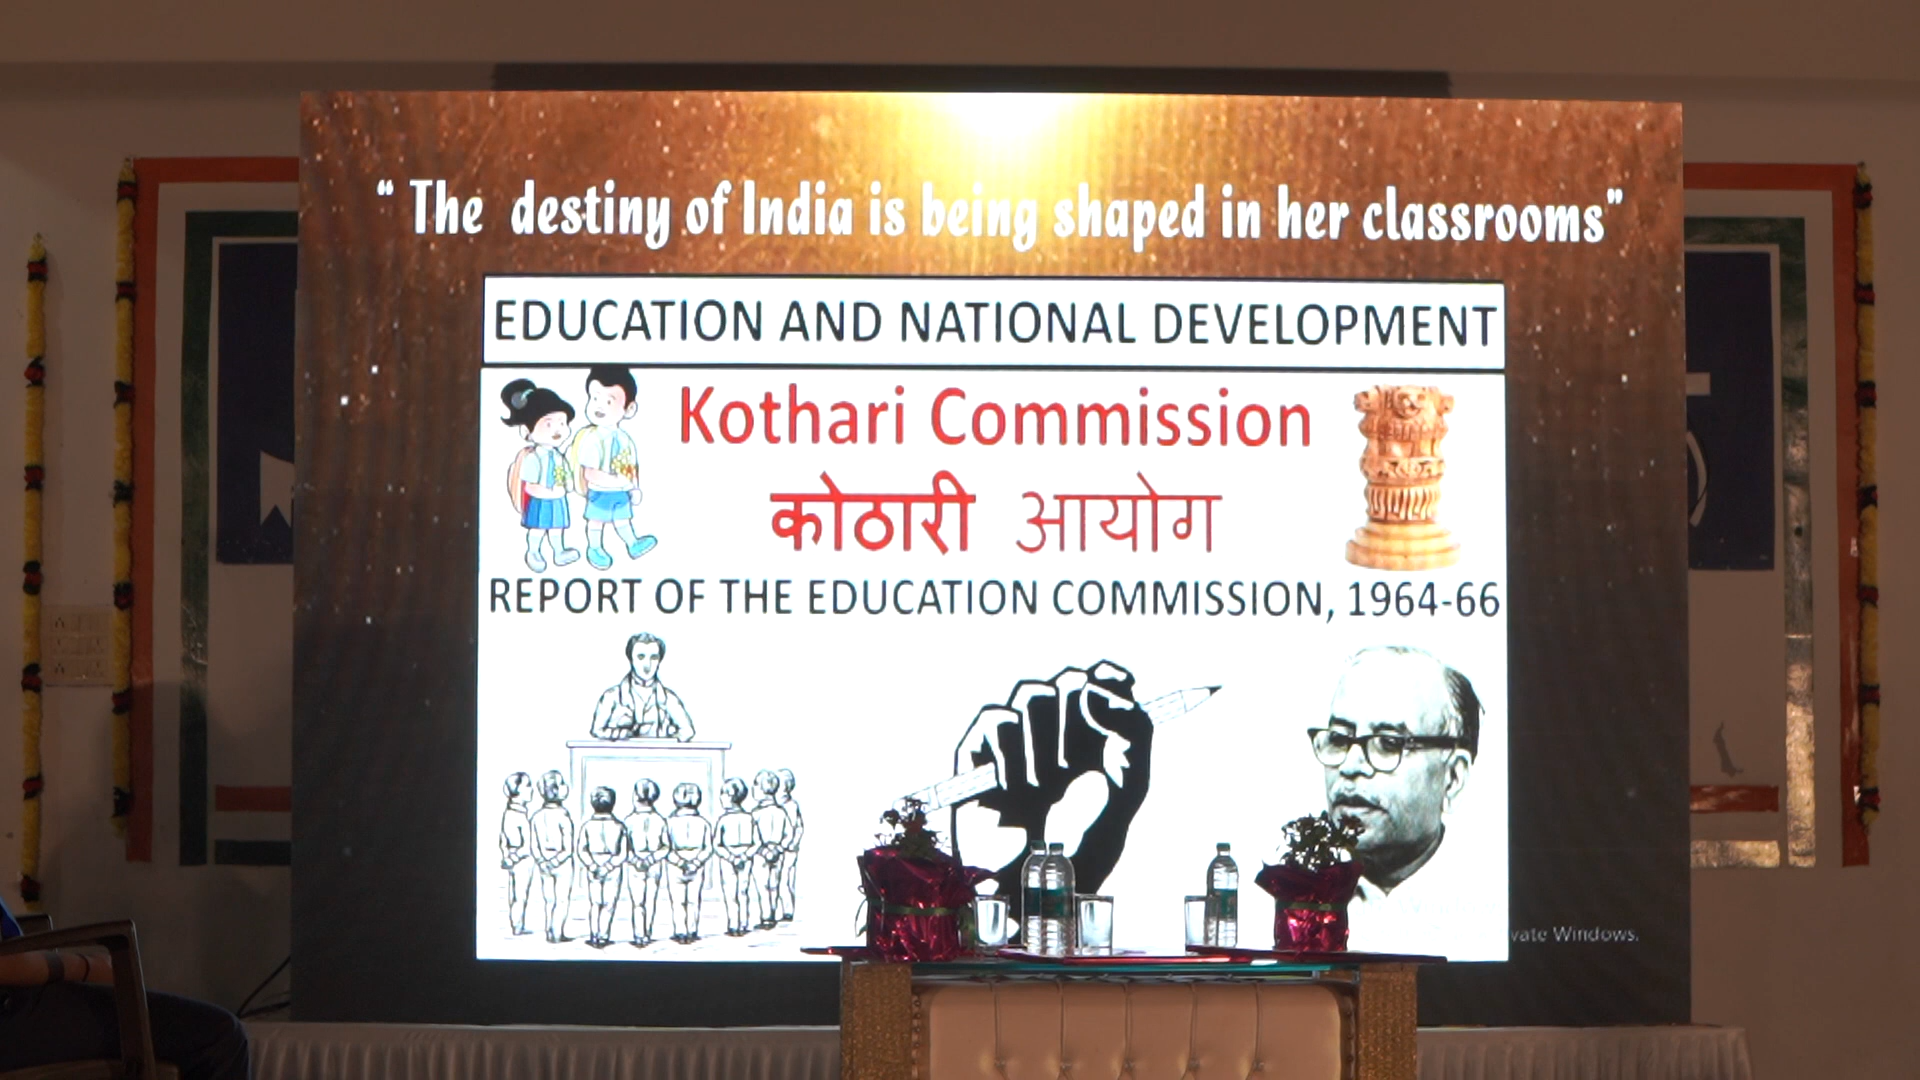 “ The destiny of India is being shaped in her classrooms”
EDUCATION AND NATIONAL DEVELOPMENT
Kothari Commission
कोठारी आयोग
REPORT OF THE EDUCATION COMMISSION, 1964-66
Windows.